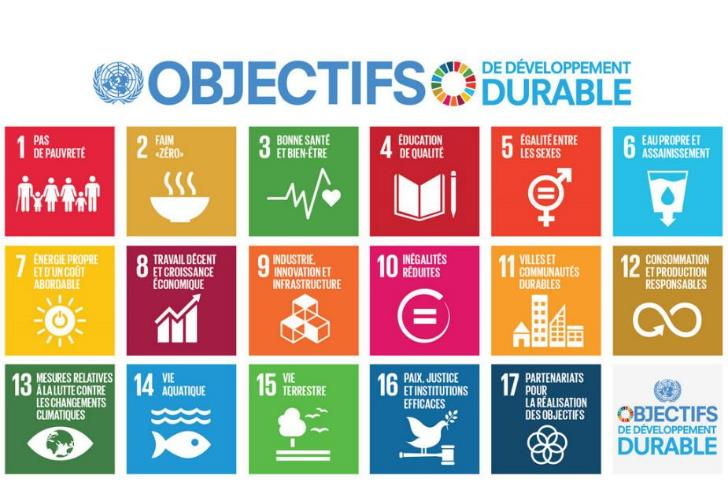 OBJECTIFS DE DÉVELOPPEMENT
DURABLE
1 PAS
DE PAUVRETÉ
2 FAIM
«ZÉRO»
3 BONNE SANTÉ
ET BIEN-ÊTRE
4 ÉDUCATION
DE QUALITÉ
5 ÉGALITÉ ENTRE
LES SEXES
6 EAU PROPRE ET
ASSAINISSEMENT
7 ÉNERGIE PROPRE
ET D'UN COÛT
ABORDABLE
8 TRAVAIL DÉCENT
ET CROISSANCE
ÉCONOMIQUE
9 INDUSTRIE,
INNOVATION ET
INFRASTRUCTURE
10 INÉGALITÉS
RÉDUITES
11 VILLES ET
COMMUNAUTÉS
DURABLES
12 CONSOMMATION
ET PRODUCTION
RESPONSABLES
13 MESURES RELATIVES
À LA LUTTE CONTRE
LES CHANGEMENTS
CLIMATIQUES
14 VIE
AQUATIQUE
15 VIE
TERRESTRE
16 PAIX, JUSTICE
ET INSTITUTIONS
EFFICACES
17 PARTENARIATS
POUR
LA RÉALISATION
DES OBJECTIFS
OBJECTIFS
DE DÉVELOPPEMENT
DURABLE